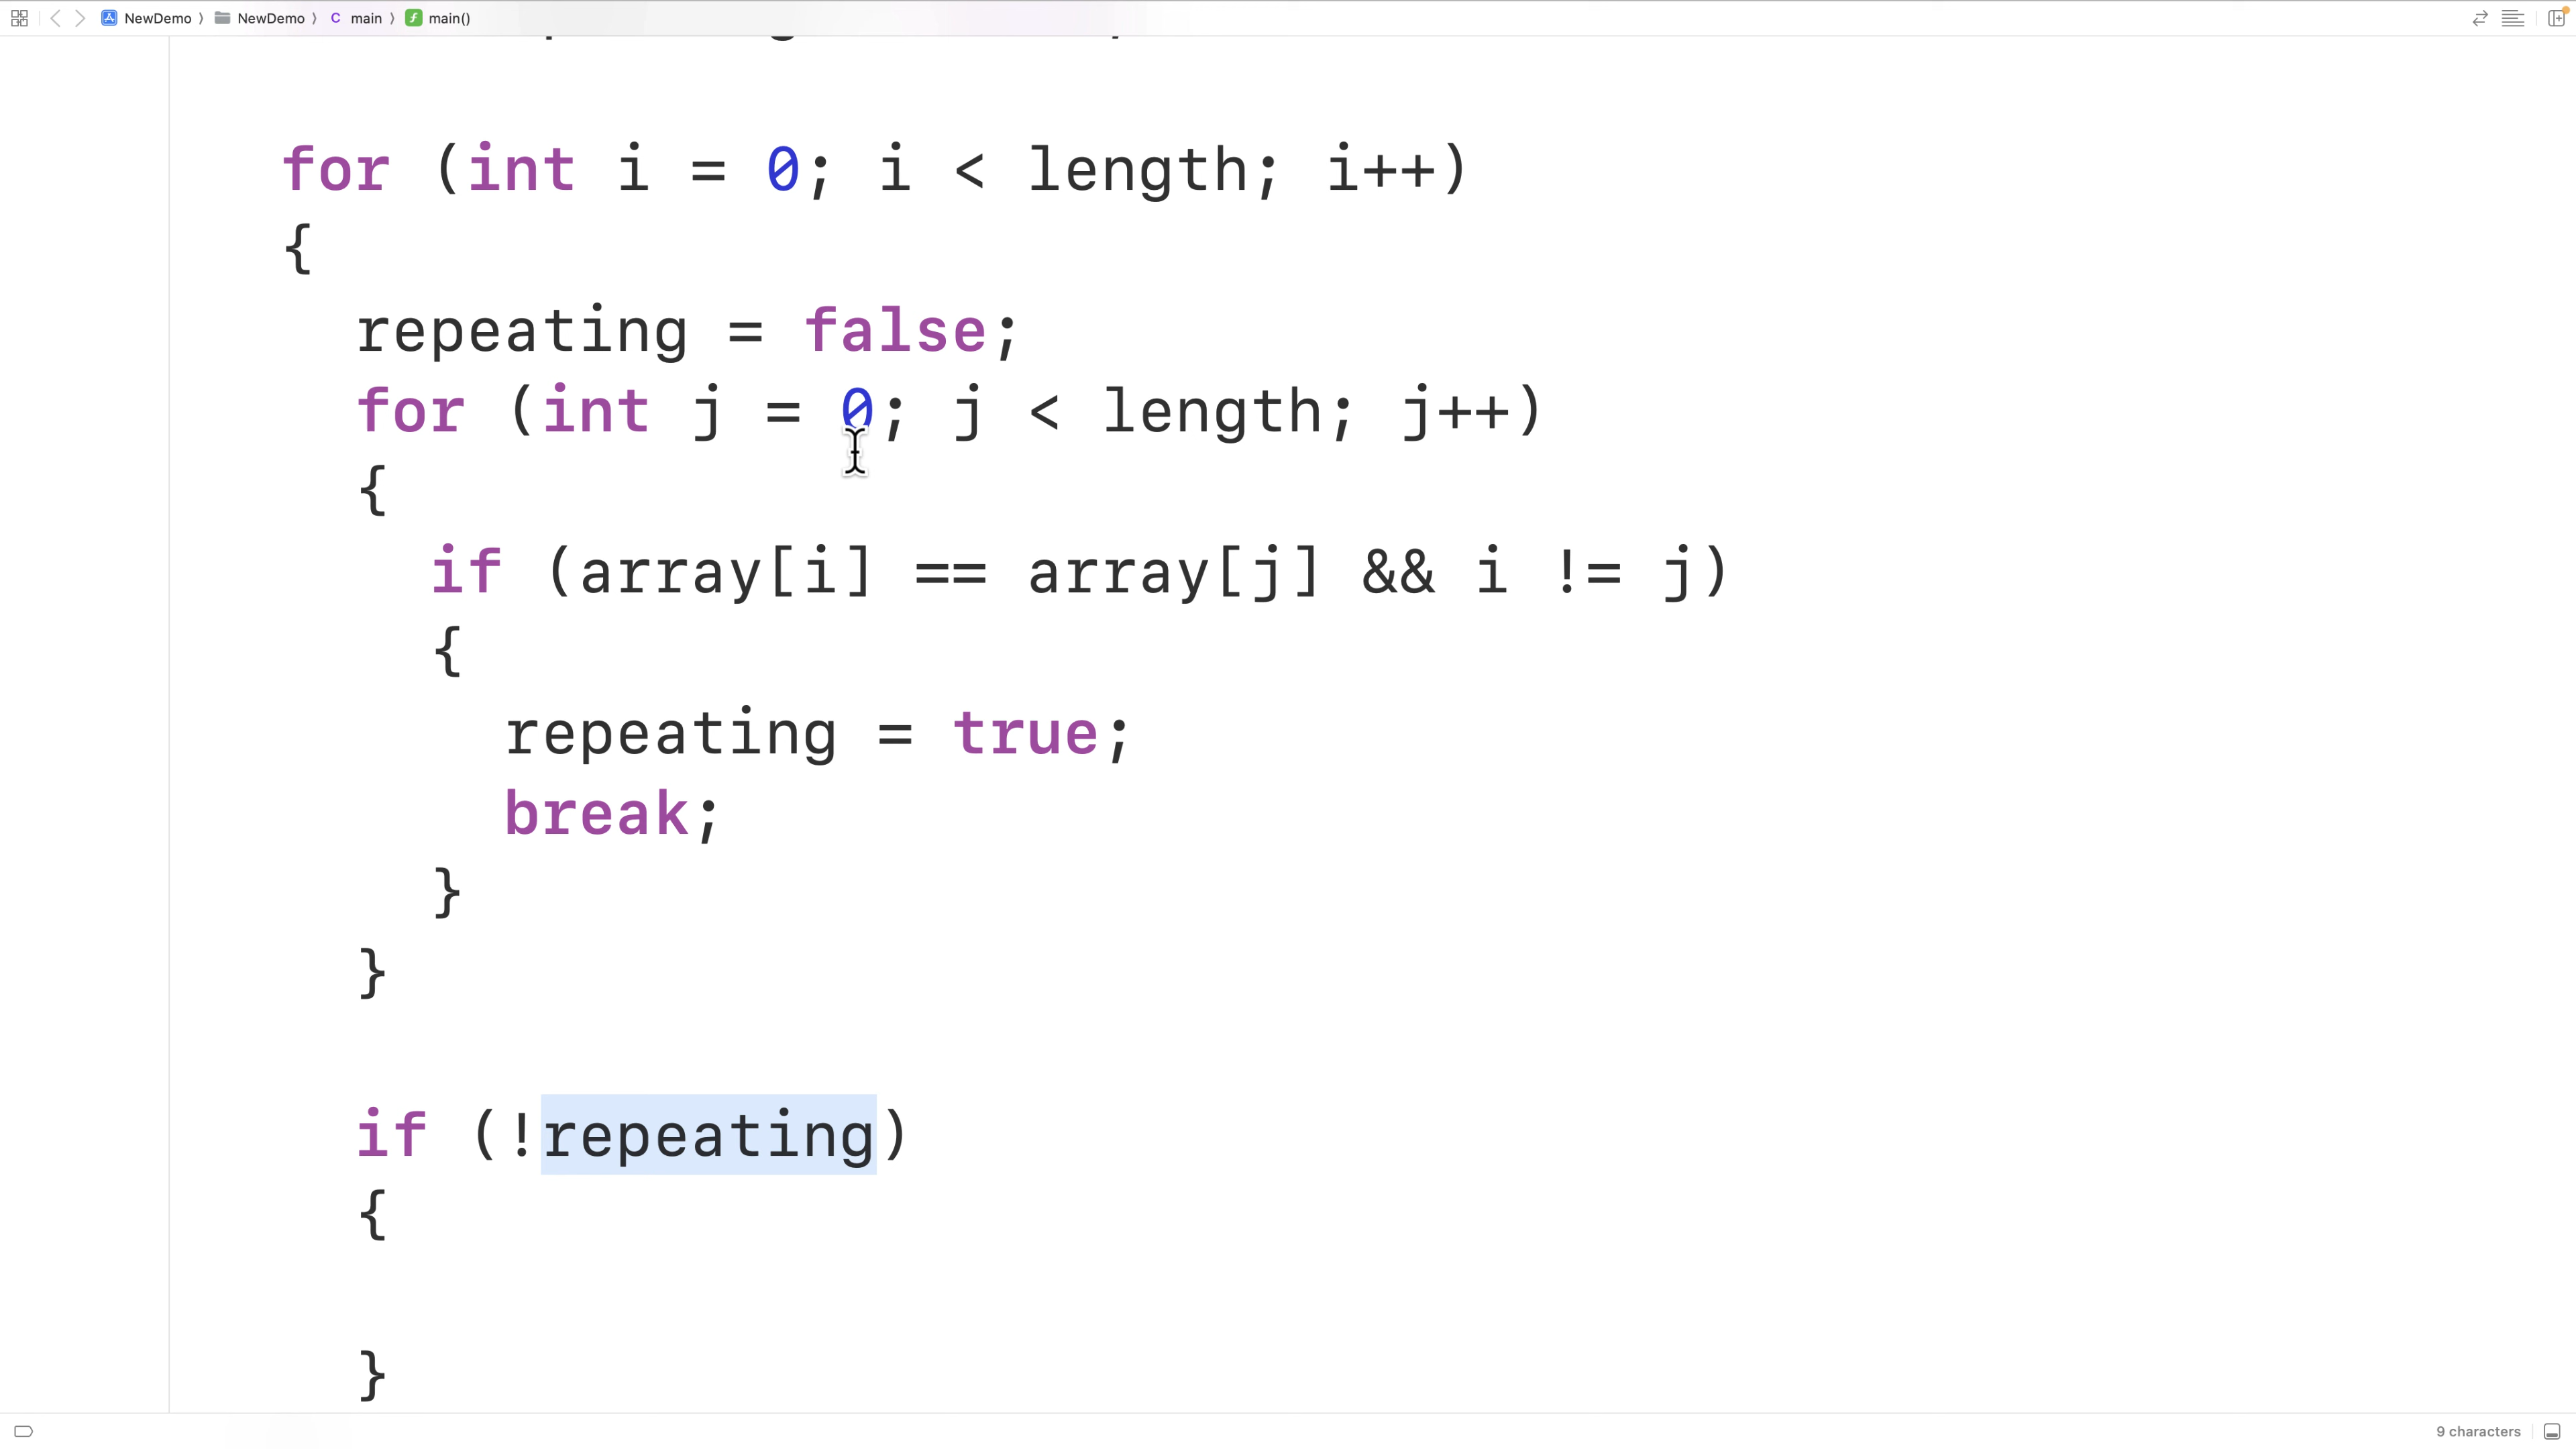 NewDemo > NewDemo > C main > f main()
for (int i = 0; i < length; i++)
{
repeating = false;
for (int j = 0; j < length; j++)
{
if (array[i] == array[j] && i != j)
{
repeating = true;
break;
}
}
if (!repeating)
{
}
9 characters